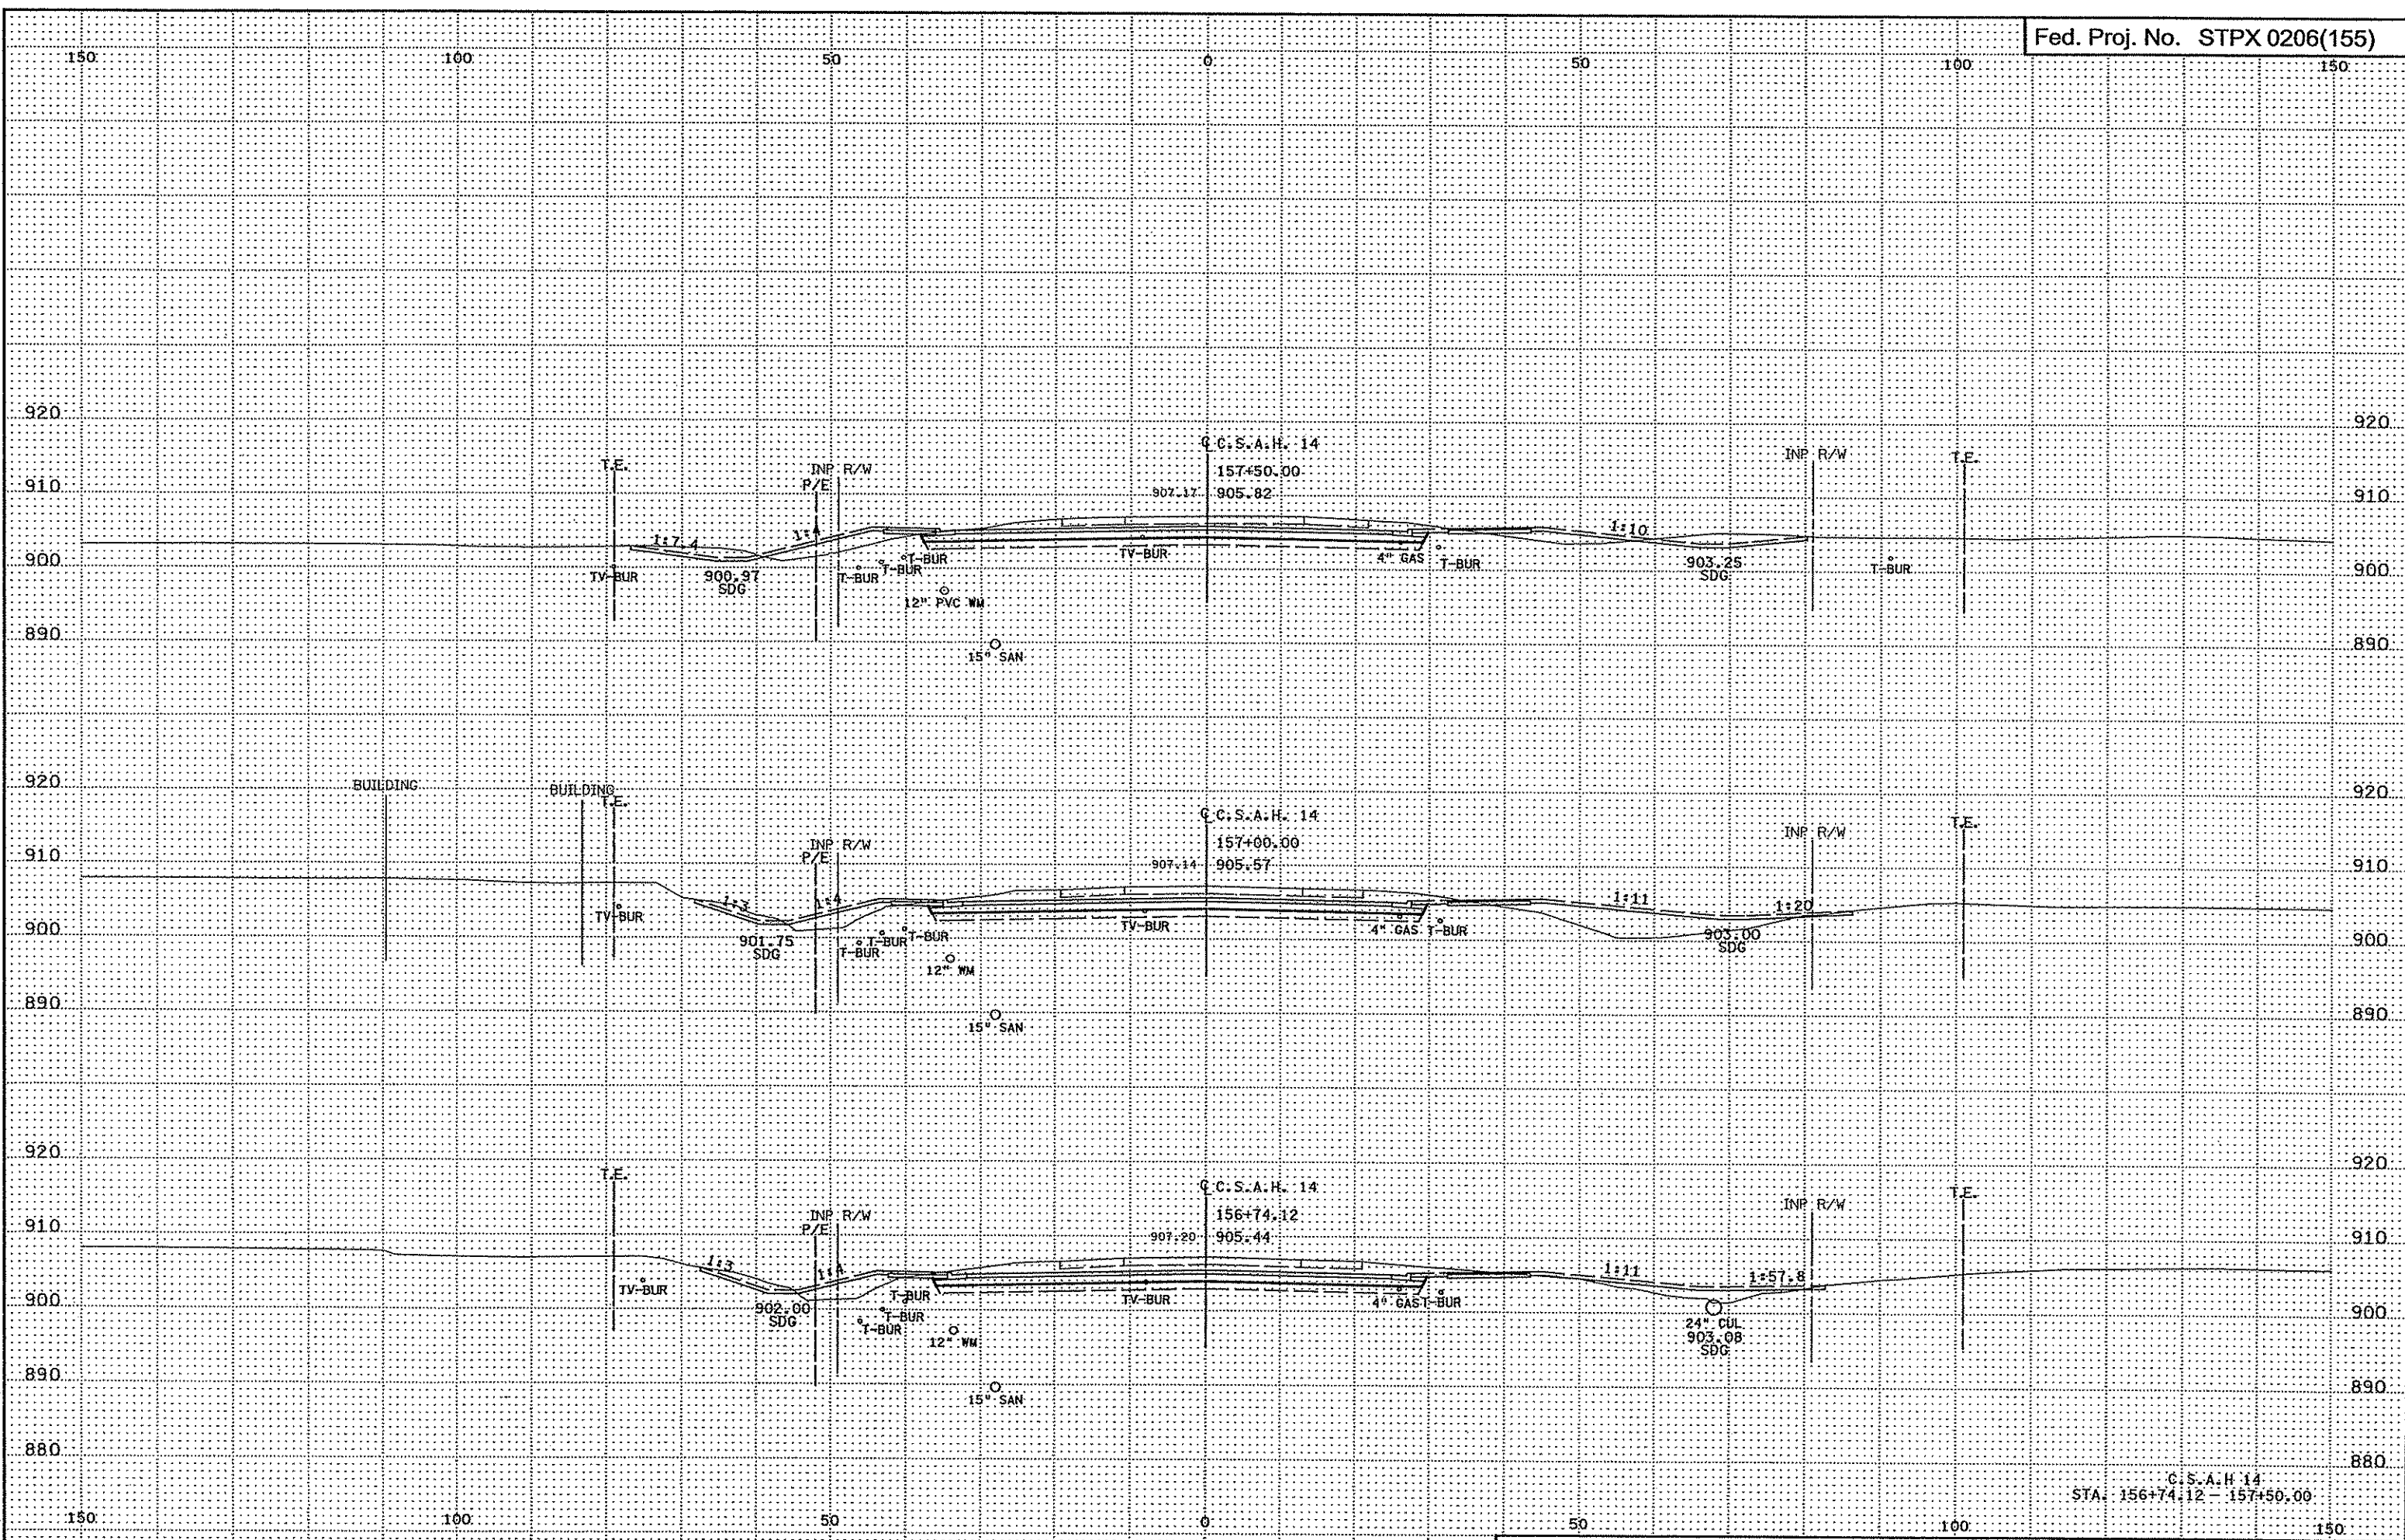 Fed. Proj. No. STPX 0206(155)
150 100 50 0 50 100 150
920 920
C.S.A.H. 14
T.E. INP R/W INP R/W T.E.
P/E
157+50.00
910 907.17 905.82 910
1:7.4 1:4 1:10
900 900
TV-BUR 900.97 SDG T-BUR T-BUR T-BUR TV-BUR 4" GAS T-BUR 903.25 SDG T-BUR
12" PVC WM
890 890
15" SAN
920 920
BUILDING BUILDING T.E.
C.S.A.H. 14
T.E.
INP R/W INP R/W
P/E
157+00.00
910 907.14 905.57 910
1:3 1:4 1:11 1:20
TV-BUR TV-BUR 4" GAS T-BUR
900 901.75 SDG T-BUR T-BUR T-BUR 903.00 SDG 900
12" WM
890 890
15" SAN
920 920
T.E. C.S.A.H. 14 T.E.
INP R/W INP R/W
P/E
156+74.12
910 907.20 905.44 910
1:3 1:4 1:11 1:57.8
TV-BUR T-BUR TV-BUR 4" GAS T-BUR
900 902.00 SDG T-BUR T-BUR 900
12" WM
24" CUL
903.08
SDG
890 890
15" SAN
880 880
C.S.A.H 14
STA. 156+74.12 - 157+50.00
150 100 50 0 50 100 150